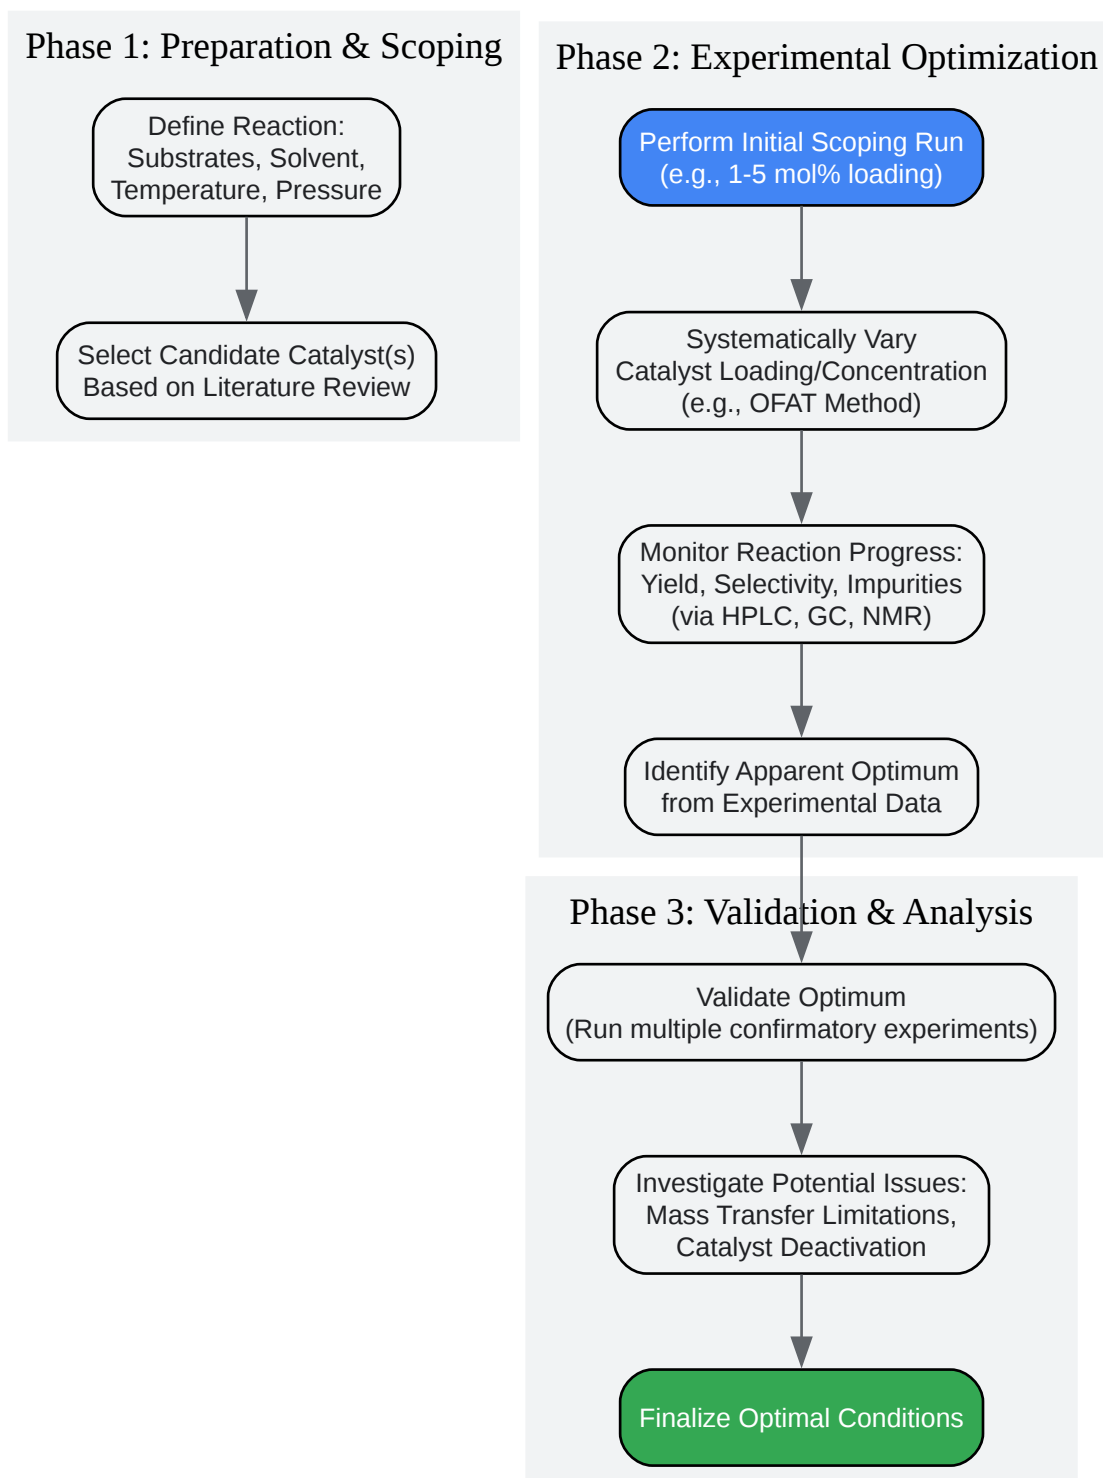 Phase 1: Preparation & Scoping
Define Reaction:
Substrates, Solvent,
Temperature, Pressure
Select Candidate Catalyst(s)
Based on Literature Review
Phase 2: Experimental Optimization
Perform Initial Scoping Run
(e.g., 1-5 mol% loading)
Systematically Vary
Catalyst Loading/Concentration
(e.g., OFAT Method)
Monitor Reaction Progress:
Yield, Selectivity, Impurities
(via HPLC, GC, NMR)
Identify Apparent Optimum
from Experimental Data
Phase 3: Validation & Analysis
Validate Optimum
(Run multiple confirmatory experiments)
Investigate Potential Issues:
Mass Transfer Limitations,
Catalyst Deactivation
Finalize Optimal Conditions